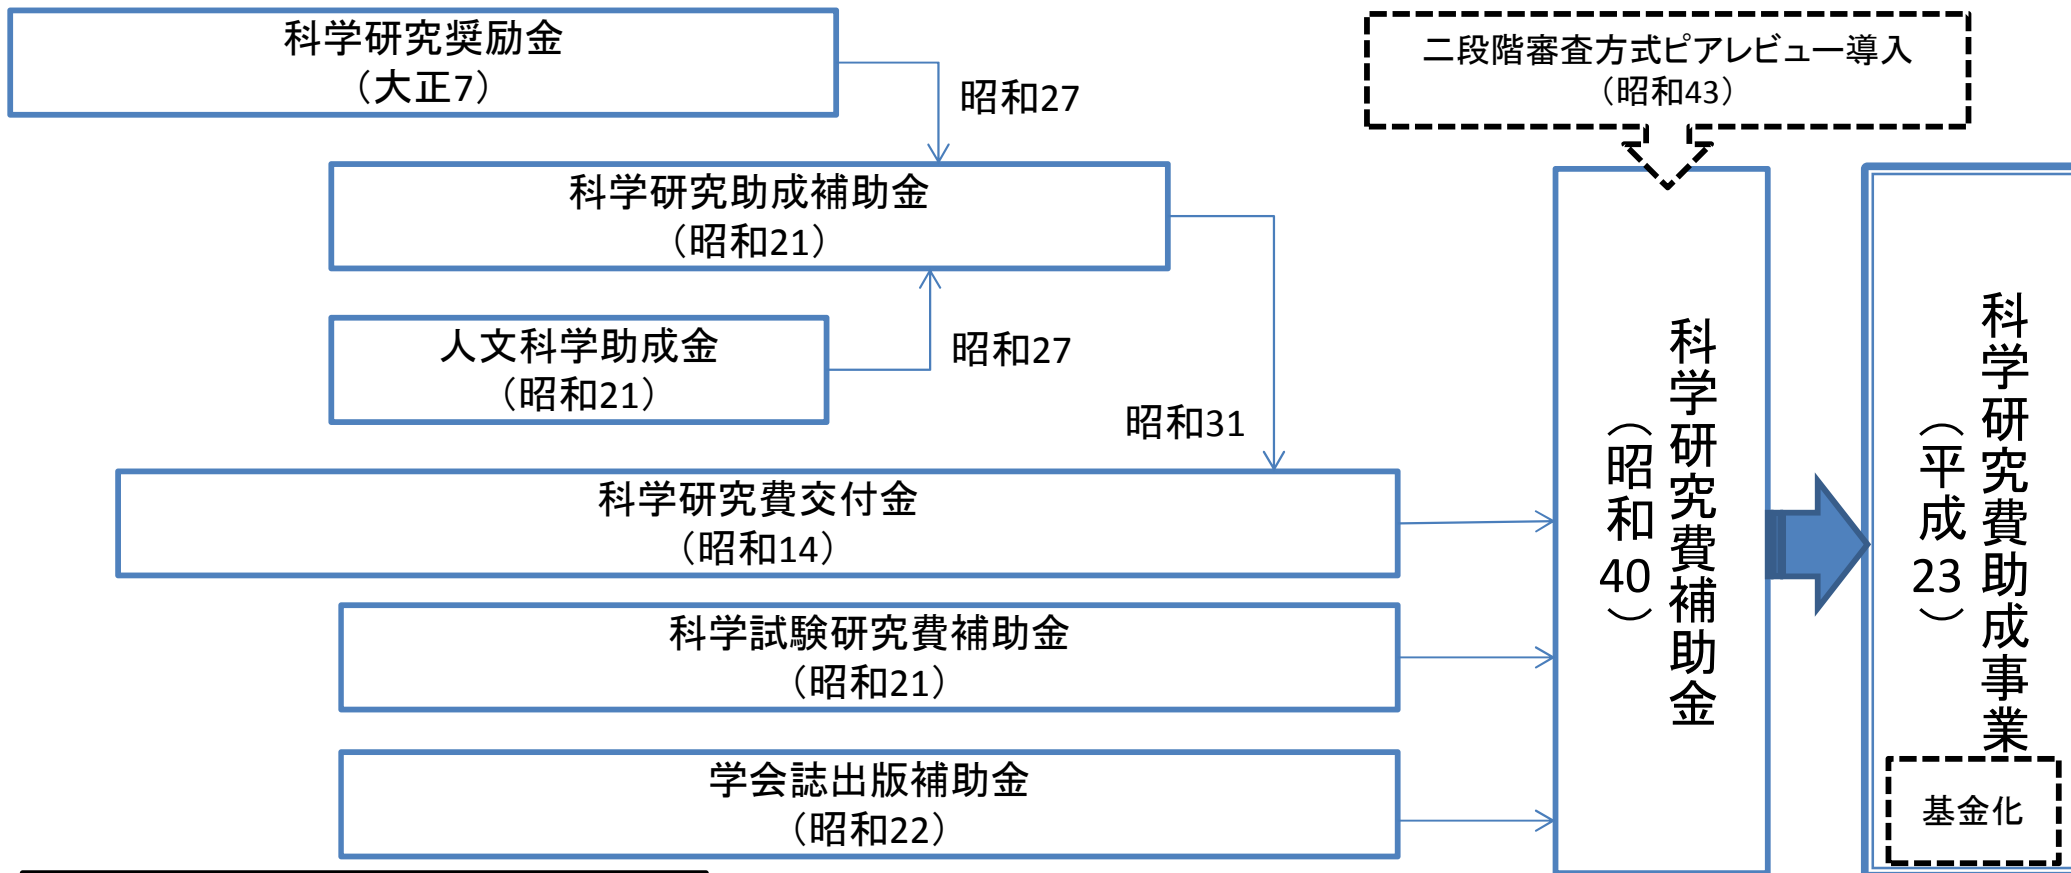 科学研究奨励金
（大正7）
昭和27
科学研究助成補助金
（昭和21）
人文科学助成金
（昭和21）
昭和27
昭和31
科学研究費交付金
（昭和14）
科学試験研究費補助金
（昭和21）
学会誌出版補助金
（昭和22）
二段階審査方式ピアレビュー導入
（昭和43）
科学研究費補助金
（昭和40）
科学研究費助成事業
（平成23）
基金化